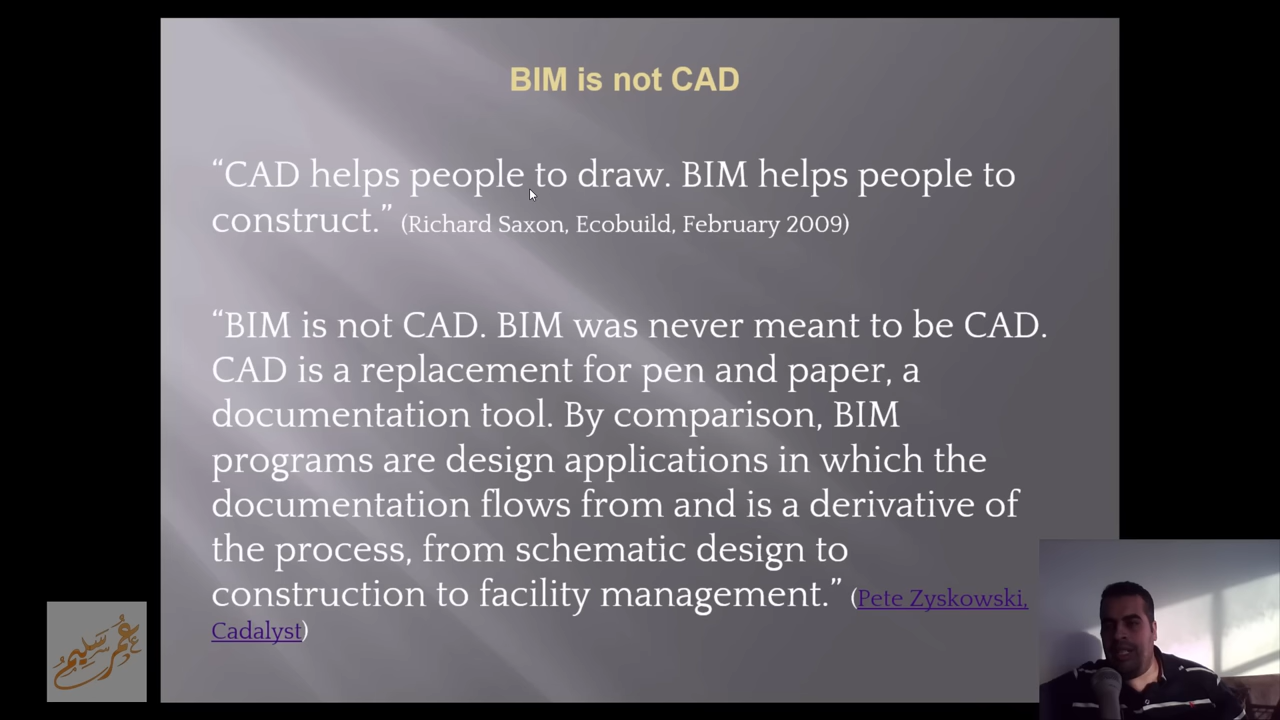 BIM is not CAD
“CAD helps people to draw. BIM helps people to
construct.” (Richard Saxon, Ecobuild, February 2009)
“BIM is not CAD. BIM was never meant to be CAD.
CAD is a replacement for pen and paper, a
documentation tool. By comparison, BIM
programs are design applications in which the
documentation flows from and is a derivative of
the process, from schematic design to
construction to facility management.” (Pete Zyskowski,
Cadalyst)
عُمَر سَلِيم